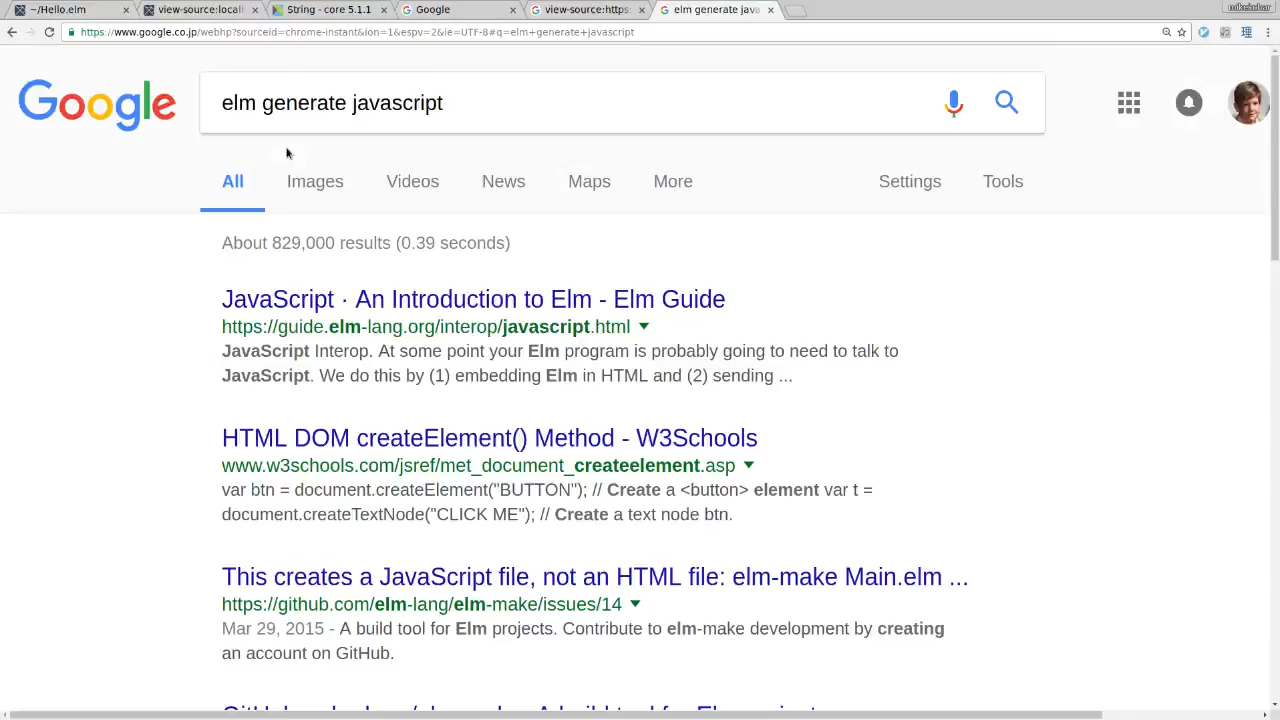 ~/Hello.elm
view-source:local
String - core 5.1.1
Google
view-source:https:
elm generate java
mikeskohar
https://www.google.co.jp/webhp?sourceid=chrome-instant&ion=1&espv=2&ie=UTF-8#q=elm+generate+javascript
Google
elm generate javascript
All
Images
Videos
News
Maps
More
Settings
Tools
About 829,000 results (0.39 seconds)
JavaScript · An Introduction to Elm - Elm Guide
https://guide.elm-lang.org/interop/javascript.html
JavaScript Interop. At some point your Elm program is probably going to need to talk to
JavaScript. We do this by (1) embedding Elm in HTML and (2) sending ...
HTML DOM createElement() Method - W3Schools
www.w3schools.com/jsref/met_document_createelement.asp
var btn = document.createElement("BUTTON"); // Create a <button> element var t =
document.createTextNode("CLICK ME"); // Create a text node btn.
This creates a JavaScript file, not an HTML file: elm-make Main.elm ...
https://github.com/elm-lang/elm-make/issues/14
Mar 29, 2015 - A build tool for Elm projects. Contribute to elm-make development by creating
an account on GitHub.